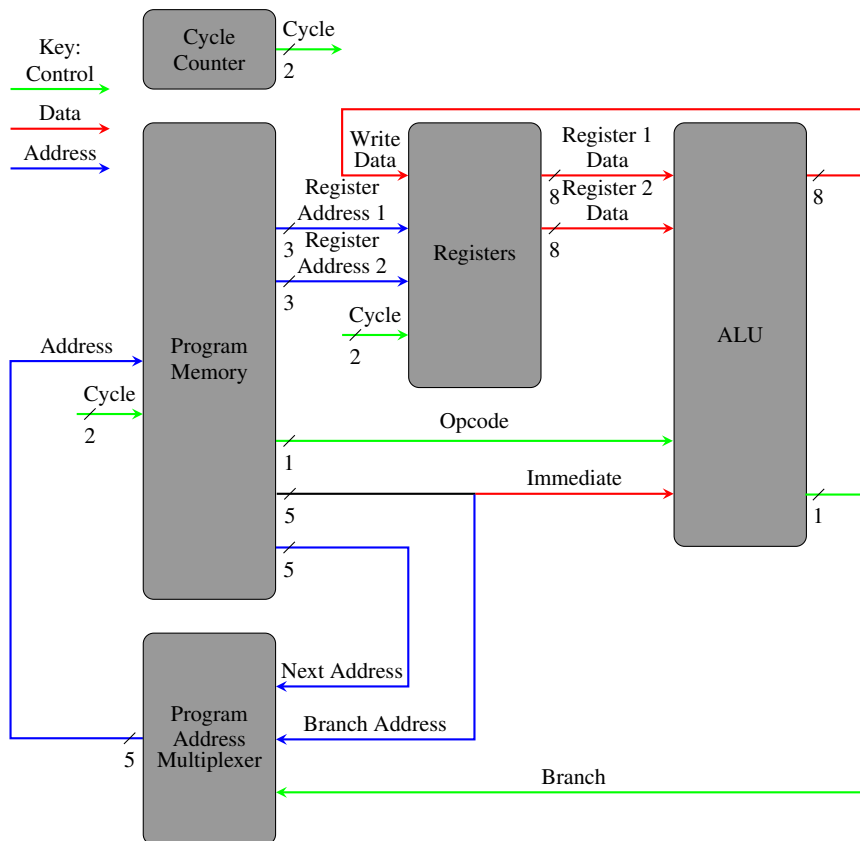 Key:
Control
Data
Address
Cycle
Counter
Cycle
2
Program
Memory
Address
Cycle
2
Register
Address 1
3
Register
Address 2
3
Write
Data
Cycle
2
Registers
Register 1
Data
8
Register 2
Data
8
ALU
8
Opcode
1
Immediate
5
1
5
Next Address
Branch Address
Branch
Program
Address
Multiplexer
5